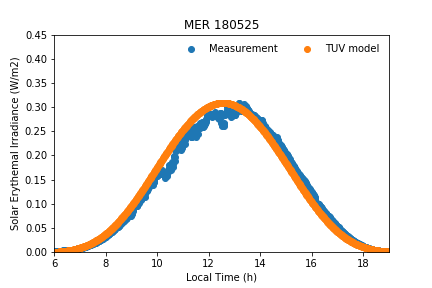 MER 180525
Measurement
TUV model
Solar Erythemal Irradiance (W/m2)
0.45
0.40
0.35
0.30
0.25
0.20
0.15
0.10
0.05
0.00
6 8 10 12 14 16 18
Local Time (h)